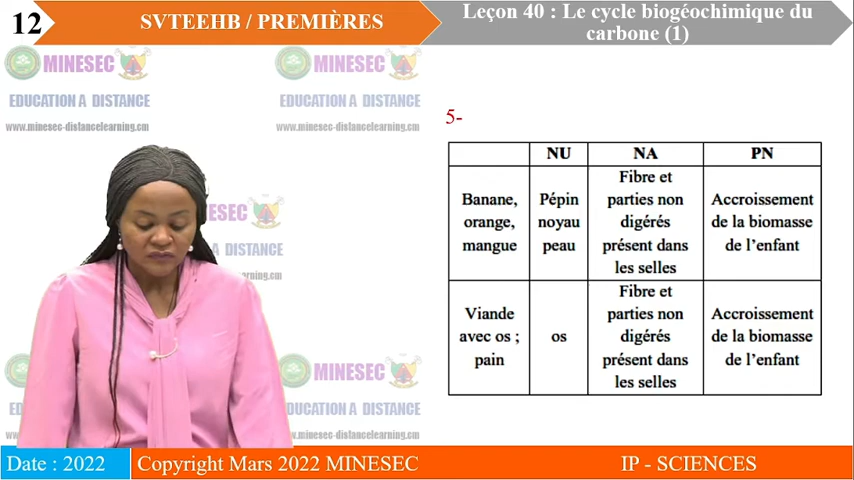 12
SVTEEHB / PREMIÈRES
Leçon 40 : Le cycle biogéochimique du
carbone (1)
MINESEC
EDUCATION A DISTANCE
www.minesec-distancelearning.cm
MINESEC
EDUCATION A DISTANCE
www.minesec-distancelearning.cm
5-
NU NA PN
Banane,
orange,
mangue
Pépin
noyau
peau
Fibre et
parties non
digérés
présent dans
les selles
Accroissement
de la biomasse
de l’enfant
Viande
avec os ;
pain
os
Fibre et
parties non
digérés
présent dans
les selles
Accroissement
de la biomasse
de l’enfant
MINESEC
EDUCATION A DISTANCE
Date : 2022
Copyright Mars 2022 MINESEC
IP - SCIENCES